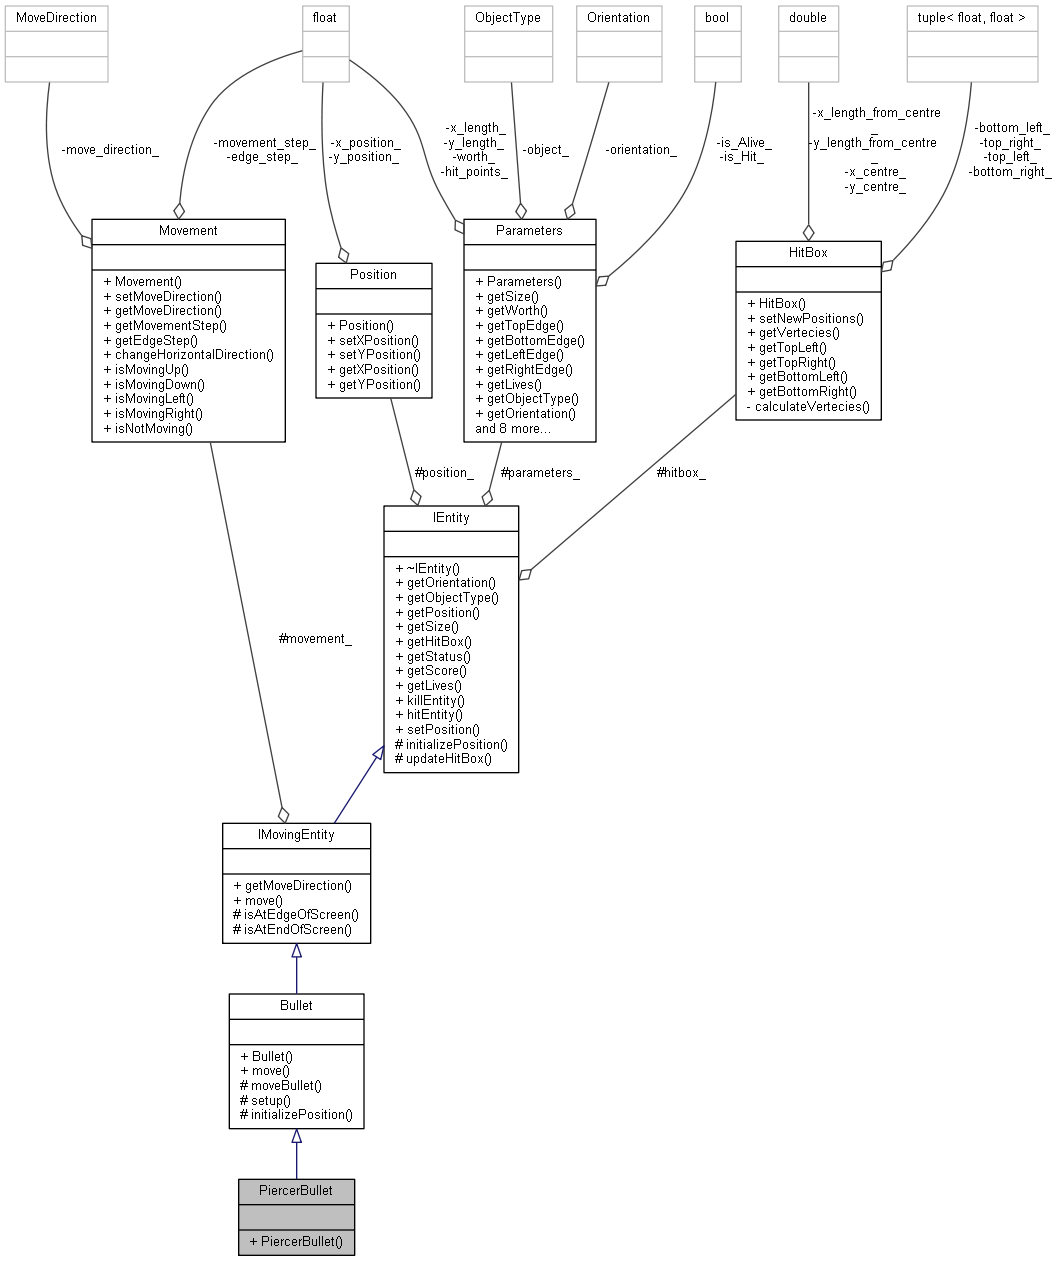 MoveDirection
float
ObjectType
Orientation
bool
double
tuple< float, float >
-move_direction_
-movement_step_
-edge_step_
-x_position_
-y_position_
-x_length_
-y_length_
-worth_
-hit_points_
-object_
-orientation_
-is_Alive_
-is_Hit_
-x_length_from_centre
_
-y_length_from_centre
_
-x_centre_
-y_centre_
-bottom_left_
-top_right_
-top_left_
-bottom_right_
Movement
+ Movement()
+ setMoveDirection()
+ getMoveDirection()
+ getMovementStep()
+ getEdgeStep()
+ changeHorizontalDirection()
+ isMovingUp()
+ isMovingDown()
+ isMovingLeft()
+ isMovingRight()
+ isNotMoving()
Position
+ Position()
+ setXPosition()
+ setYPosition()
+ getXPosition()
+ getYPosition()
Parameters
+ Parameters()
+ getSize()
+ getWorth()
+ getTopEdge()
+ getBottomEdge()
+ getLeftEdge()
+ getRightEdge()
+ getLives()
+ getObjectType()
+ getOrientation()
and 8 more...
HitBox
+ HitBox()
+ setNewPositions()
+ getVertecies()
+ getTopLeft()
+ getTopRight()
+ getBottomLeft()
+ getBottomRight()
- calculateVertecies()
#position_
#parameters_
#hitbox_
IEntity
+ ~IEntity()
+ getOrientation()
+ getObjectType()
+ getPosition()
+ getSize()
+ getHitBox()
+ getStatus()
+ getScore()
+ getLives()
+ killEntity()
+ hitEntity()
+ setPosition()
# initializePosition()
# updateHitBox()
#movement_
IMovingEntity
+ getMoveDirection()
+ move()
# isAtEdgeOfScreen()
# isAtEndOfScreen()
Bullet
+ Bullet()
+ move()
# moveBullet()
# setup()
# initializePosition()
PiercerBullet
+ PiercerBullet()